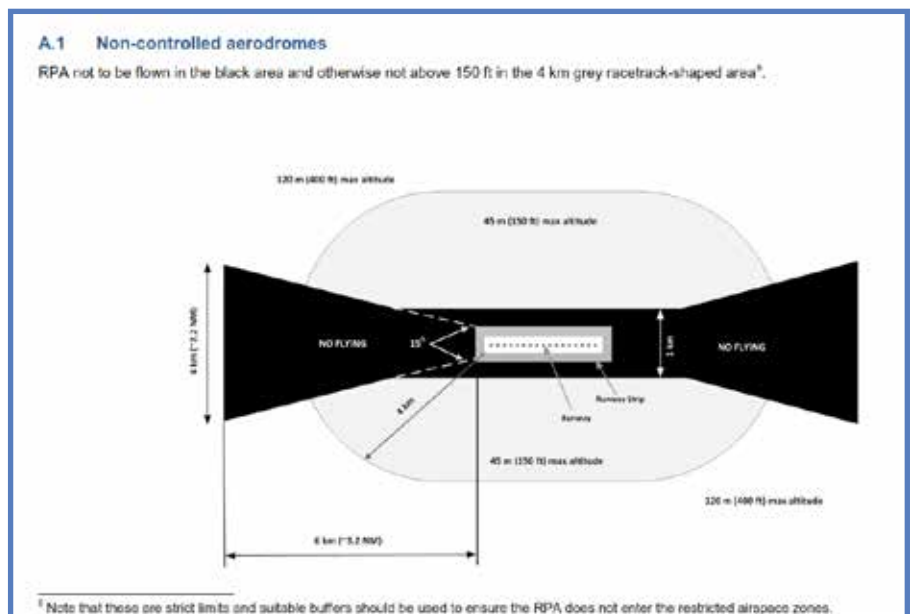 A.1 Non-controlled aerodromes
RPA not to be flown in the black area and otherwise not above 150 ft in the 4 km grey racetrack-shaped area⁸.
120 m (400 ft) max altitude
45 m (150 ft) max altitude
NO FLYING
15°
1 km
NO FLYING
4 km
Runway Strip
Runway
45 m (150 ft) max altitude
120 m (400 ft) max altitude
6 km (~3.2 NM)
Note that these are strict limits and suitable buffers should be used to ensure the RPA does not enter the restricted airspace zones.